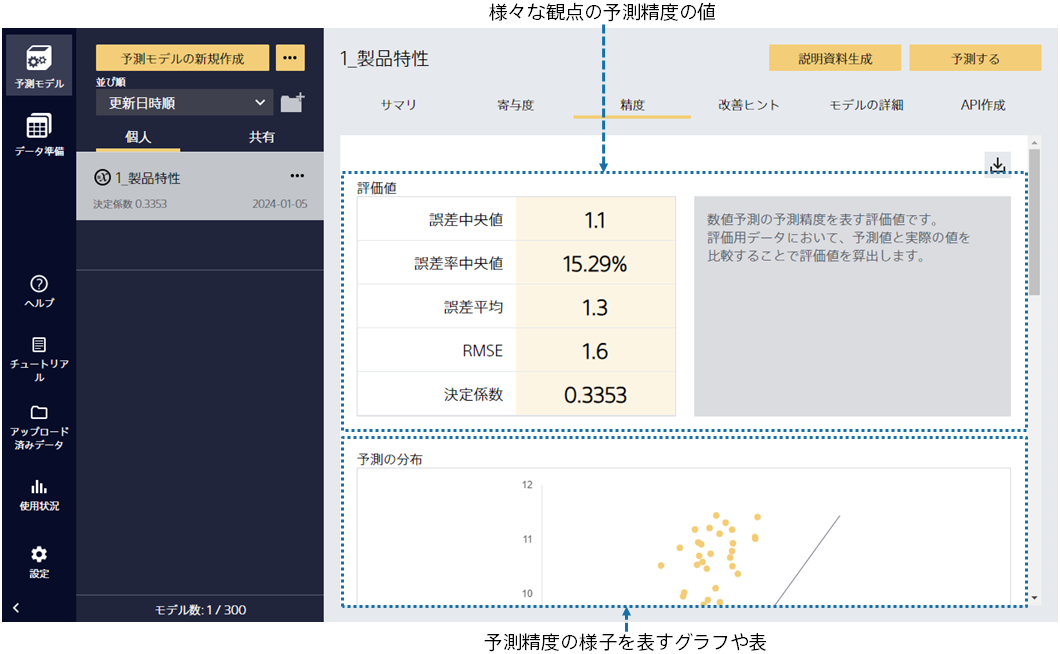 様々な観点の予測精度の値
予測モデル
データ準備
ヘルプ
チュートリア
ル
アップロード
済みデータ
使用状況
設定
予測モデルの新規作成
並び順
更新日時順
個人
共有
1_製品特性
決定係数 0.3353
2024-01-05
モデル数: 1 / 300
1_製品特性
説明資料生成
予測する
サマリ
寄与度
精度
改善ヒント
モデルの詳細
API作成
評価値
誤差中央値 1.1
誤差率中央値 15.29%
誤差平均 1.3
RMSE 1.6
決定係数 0.3353
数値予測の予測精度を表す評価値です。
評価用データにおいて、予測値と実際の値を
比較することで評価値を算出します。
予測の分布
12
11
10
予測精度の様子を表すグラフや表